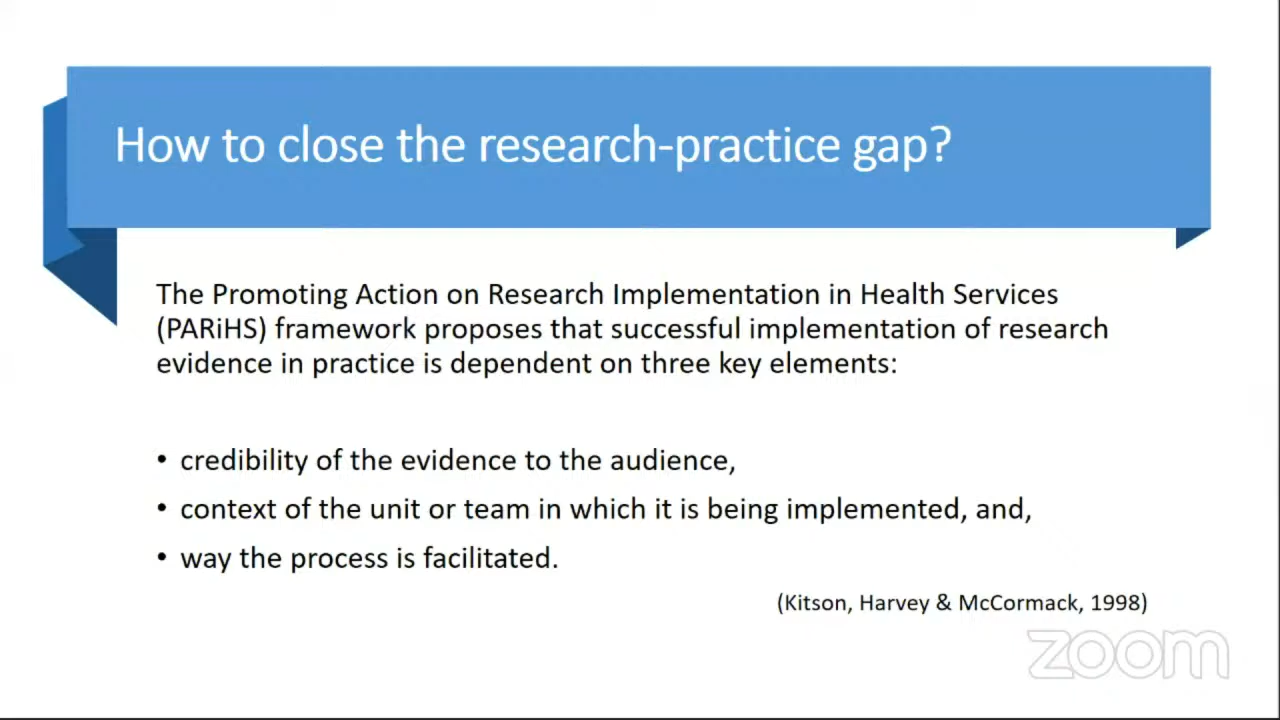 How to close the research-practice gap?
The Promoting Action on Research Implementation in Health Services
(PARiHS) framework proposes that successful implementation of research
evidence in practice is dependent on three key elements:
• credibility of the evidence to the audience,
• context of the unit or team in which it is being implemented, and,
• way the process is facilitated.
(Kitson, Harvey & McCormack, 1998)
zoom